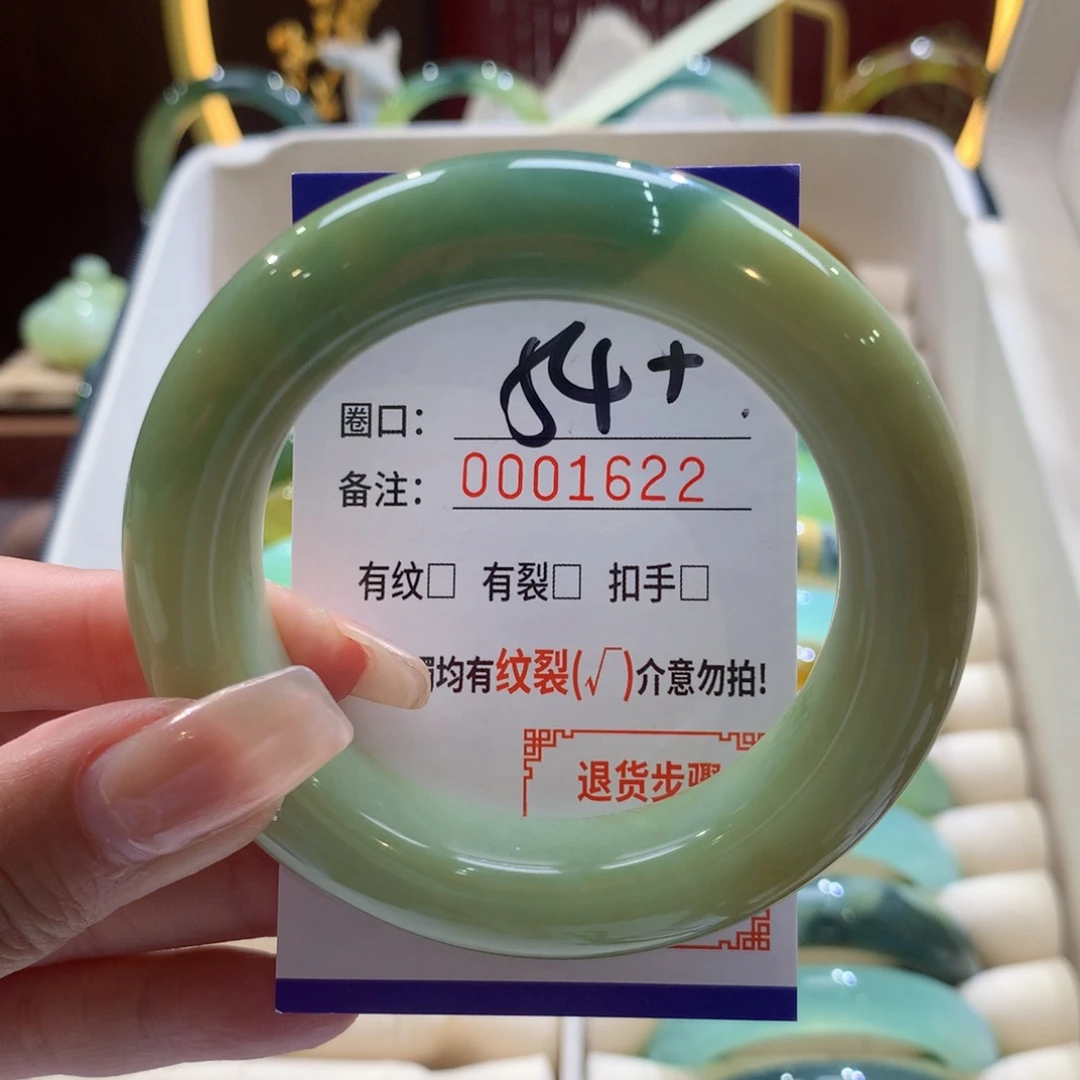 圈口: 54+
备注: 0001622
有纹□ 有裂□ 扣手□
均有纹裂(√)介意勿拍!
退货步骤